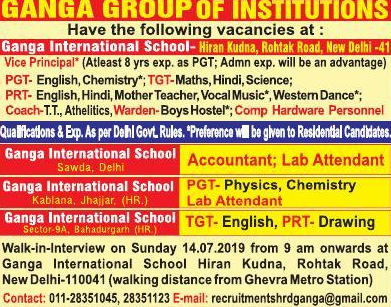 GANGA GROUP OF INSTITUTIONS
Have the following vacancies at :
Ganga International School- Hiran Kudna, Rohtak Road, New Delhi -41
Vice Principal* (Atleast 8 yrs exp. as PGT; Admn exp. will be an advantage)
PGT- English, Chemistry*; TGT- Maths, Hindi, Science;
PRT- English, Hindi, Mother Teacher, Vocal Music*, Western Dance*;
Coach-T.T., Athelitics, Warden- Boys Hostel*; Comp Hardware Personnel
Qualifications & Exp. As per Delhi Govt. Rules. *Preference will be given to Residential Candidates.
Ganga International School
Sawda, Delhi
Accountant; Lab Attendant
Ganga International School
Kablana, Jhajjar, (HR.)
PGT- Physics, Chemistry
Lab Attendant
Ganga International School
Sector-9A, Bahadurgarh (HR.)
TGT- English, PRT- Drawing
Walk-in-Interview on Sunday 14.07.2019 from 9 am onwards at
Ganga International School Hiran Kudna, Rohtak Road,
New Delhi-110041 (walking distance from Ghevra Metro Station)
Contact: 011-28351045, 28351123 E-mail: recruitmentshrdganga@gmail.com